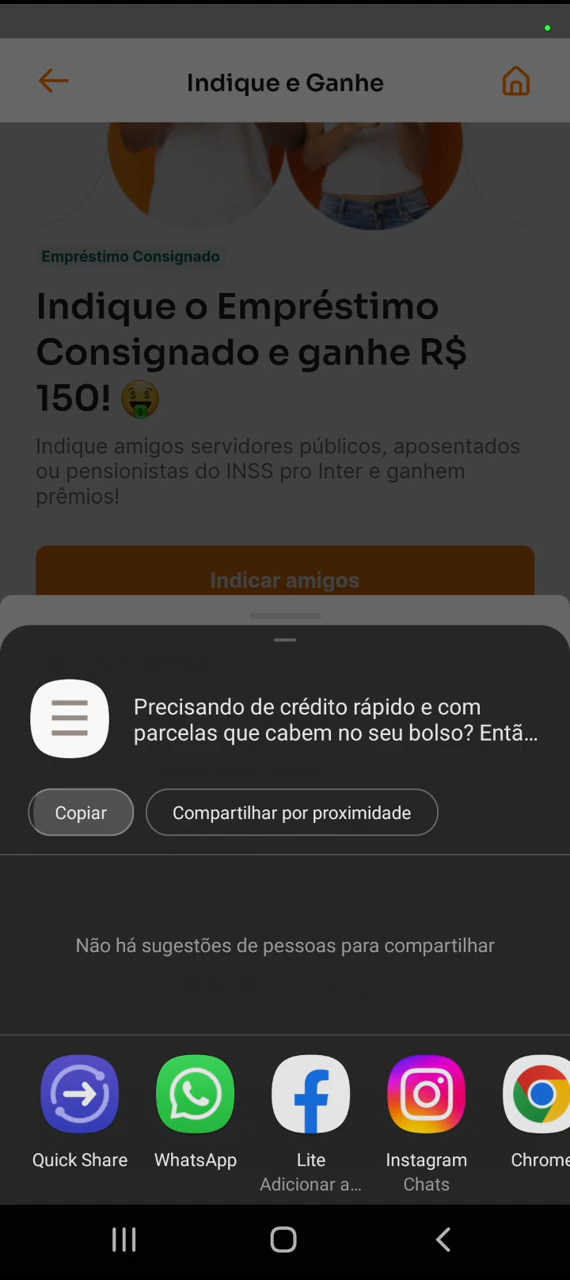 Indique e Ganhe
Empréstimo Consignado
Indique o Empréstimo
Consignado e ganhe R$
150! 🤑
Indique amigos servidores públicos, aposentados
ou pensionistas do INSS pro Inter e ganhem
prêmios!
Indicar amigos
Precisando de crédito rápido e com
parcelas que cabem no seu bolso? Entã...
Copiar
Compartilhar por proximidade
Não há sugestões de pessoas para compartilhar
Quick Share
WhatsApp
Lite
Instagram
Chrome
Adicionar a...
Chats